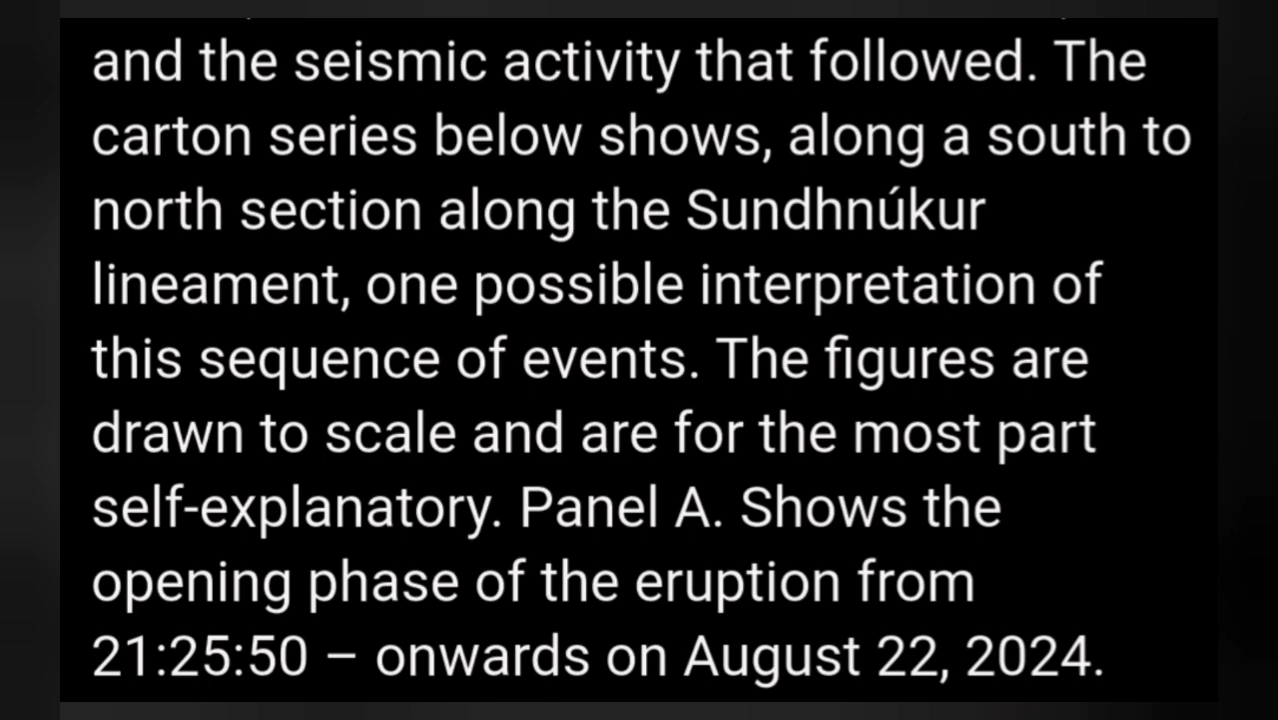 and the seismic activity that followed. The
carton series below shows, along a south to
north section along the Sundhnúkur
lineament, one possible interpretation of
this sequence of events. The figures are
drawn to scale and are for the most part
self-explanatory. Panel A. Shows the
opening phase of the eruption from
21:25:50 – onwards on August 22, 2024.